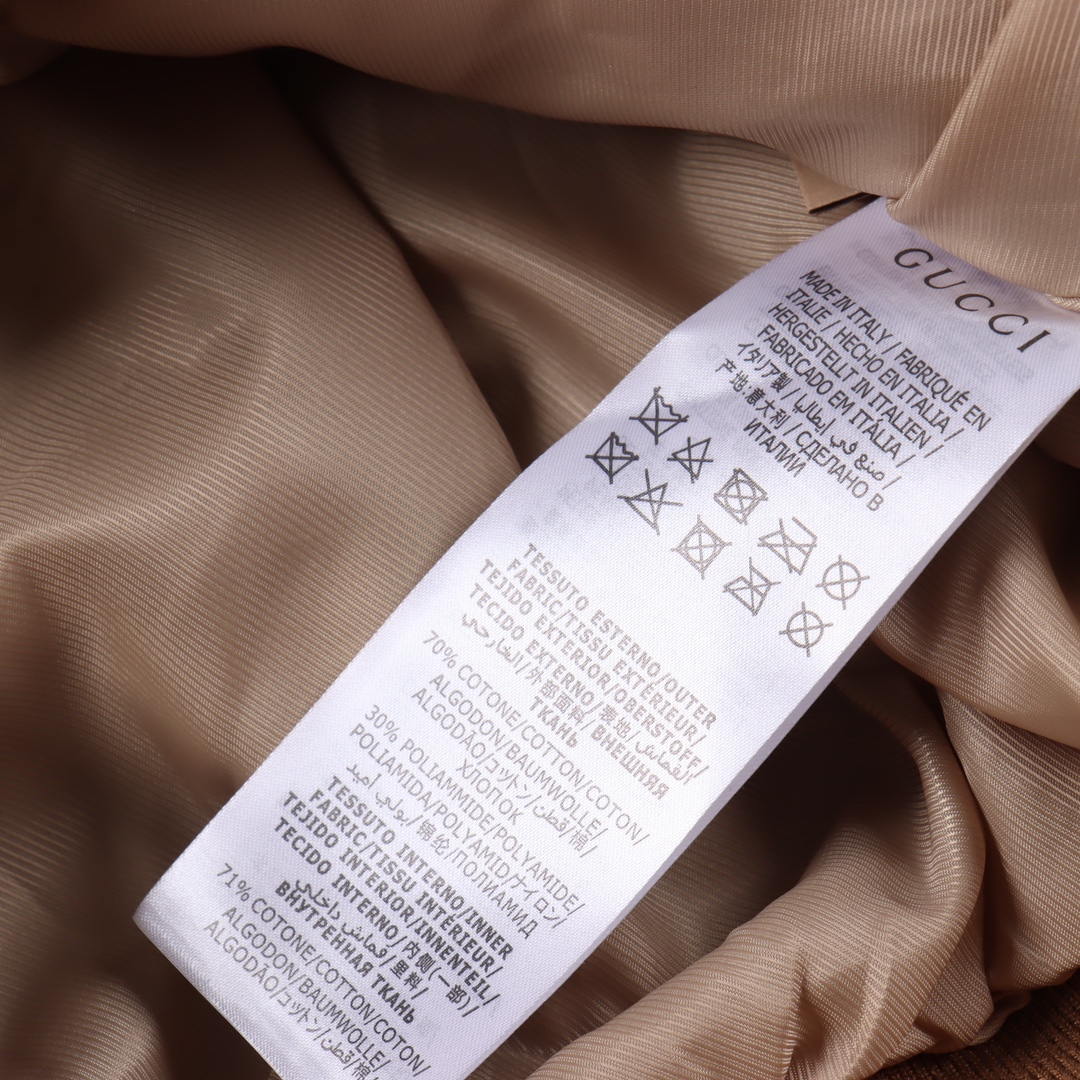 GUCCI
MADE IN ITALY / FABRIQUÉ EN
ITALIE / HECHO EN ITALIA /
HERGESTELLT IN ITALIEN /
FABRICADO EM ITÁLIA /
イタリア製 / صنع في إيطاليا /
产地:意大利 / СДЕЛАНО В
ИТАЛИИ
TESSUTO ESTERNO/OUTER
FABRIC/TISSU EXTÉRIEUR/
TEJIDO EXTERIOR/OBERSTOFF/
TECIDO EXTERNO/表地/القماش
الخارجي/外部面料/ВНЕШНЯЯ
ТКАНЬ
70% COTONE/COTTON/COTON/
ALGODON/BAUMWOLLE/
ALGODÃO/コットン/قطن/棉/
ХЛОПОК
30% POLIAMMIDE/POLYAMIDE/
POLIAMIDA/POLYAMID/ナイロン/
بولي أميد/锦纶/ПОЛИАМИД
TESSUTO INTERNO/INNER
FABRIC/TISSU INTÉRIEUR/
TEJIDO INTERIOR/INNENTEIL/
TECIDO INTERNO/内側(一部)/
قماش داخلي/里料/
ВНУТРЕННАЯ ТКАНЬ
71% COTONE/COTTON/COTON/
ALGODON/BAUMWOLLE/
ALGODÃO/コットン/قطن/棉/